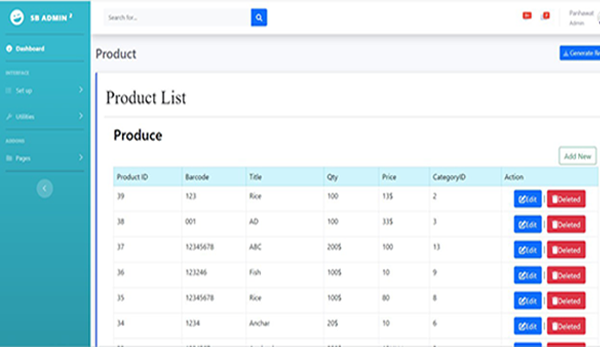 SB ADMIN 2
Search for...
Admin
Dashboard
Product
Generate Re
INTERFACE
Set up
Product List
Utilities
Produce
ADDONS
Pages
Add New
Product ID Barcode Title Qty Price CategoryID Action
39 123 Rice 100 13$ 2 Edit | Deleted
38 001 AD 100 33$ 3 Edit | Deleted
37 12345678 ABC 200$ 100 13 Edit | Deleted
36 123246 Fish 100$ 10 9 Edit | Deleted
35 12345678 Rice 100$ 80 8 Edit | Deleted
34 1234 Anchar 20$ 10 6 Edit | Deleted